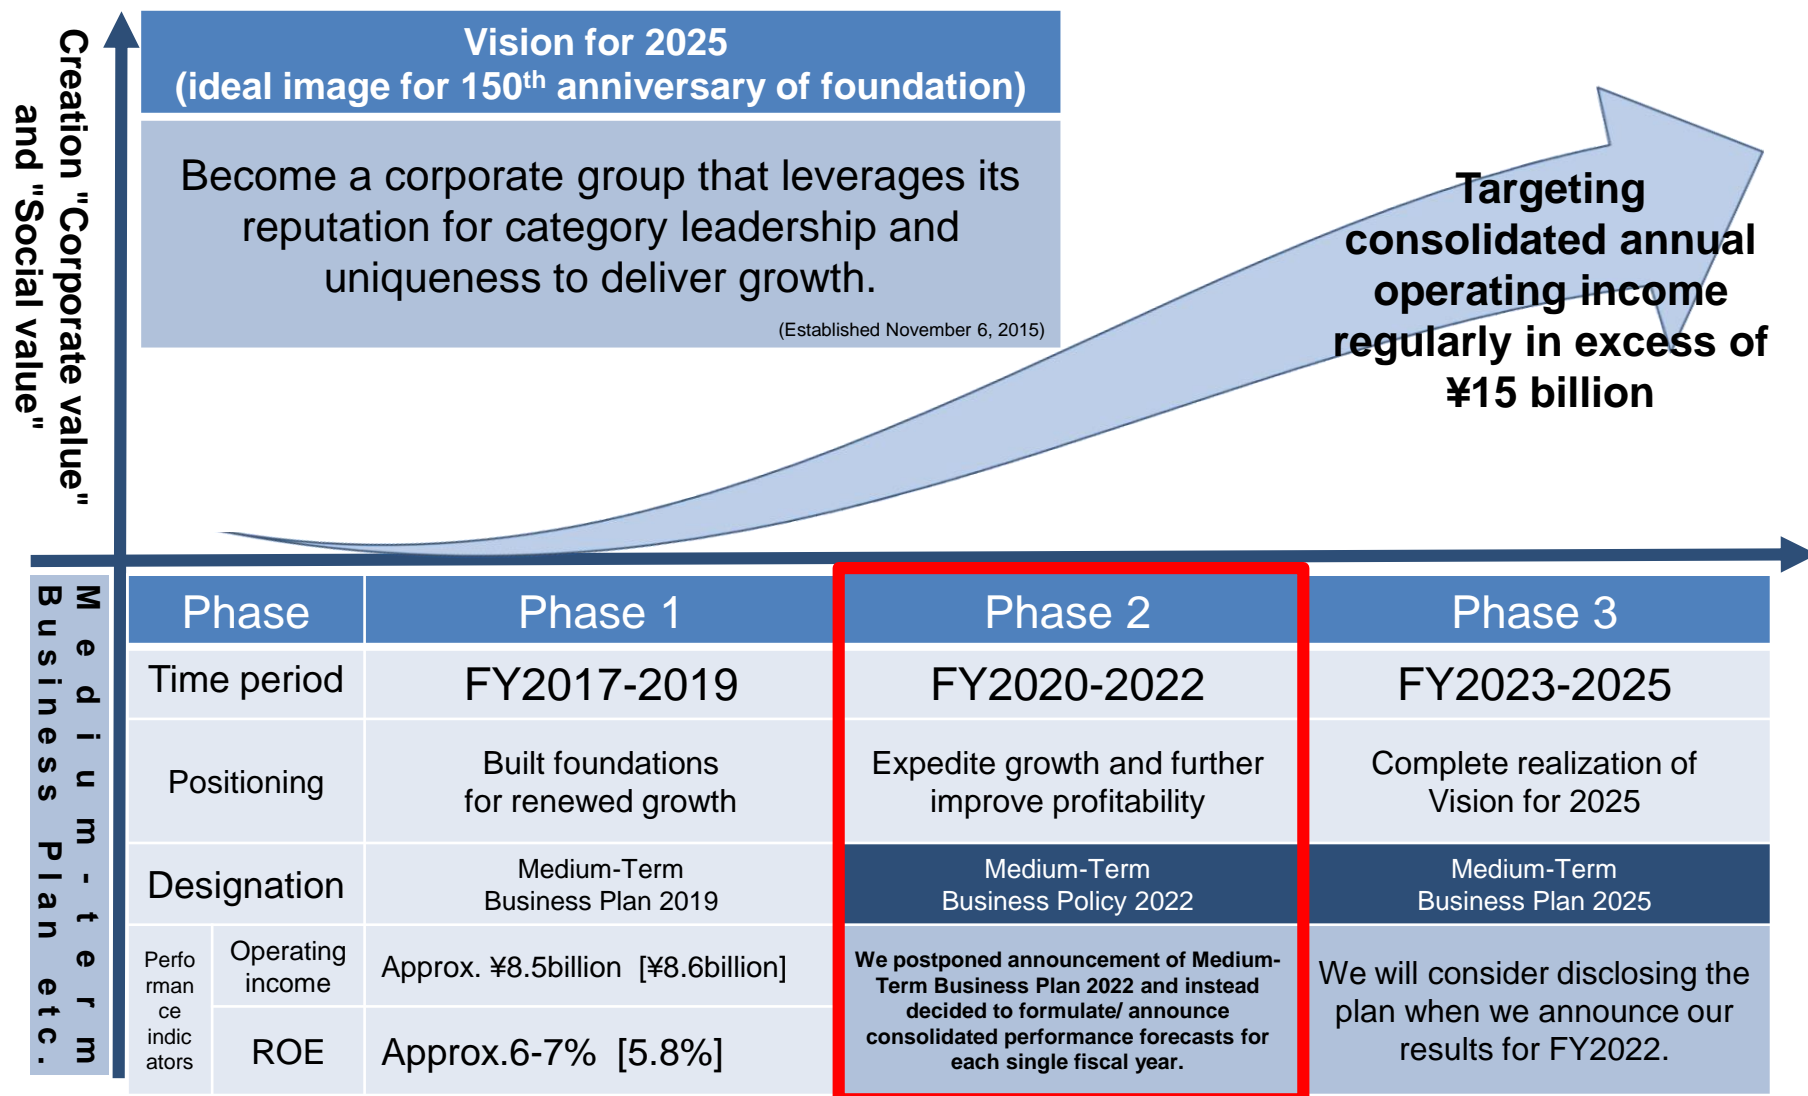 Creation "Corporate value"
and "Social value"
Vision for 2025
(ideal image for 150th anniversary of foundation)
Become a corporate group that leverages its
reputation for category leadership and
uniqueness to deliver growth.
(Established November 6, 2015)
Targeting
consolidated annual
operating income
regularly in excess of
¥15 billion
Medium-term
Business Plan etc.
Phase
Phase 1
Phase 2
Phase 3
Time period
FY2017-2019
FY2020-2022
FY2023-2025
Positioning
Built foundations
for renewed growth
Expedite growth and further
improve profitability
Complete realization of
Vision for 2025
Designation
Medium-Term
Business Plan 2019
Medium-Term
Business Policy 2022
Medium-Term
Business Plan 2025
Perfo
rman
ce
indic
ators
Operating
income
Approx. ¥8.5billion [¥8.6billion]
ROE
Approx.6-7% [5.8%]
We postponed announcement of Medium-
Term Business Plan 2022 and instead
decided to formulate/ announce
consolidated performance forecasts for
each single fiscal year.
We will consider disclosing the
plan when we announce our
results for FY2022.